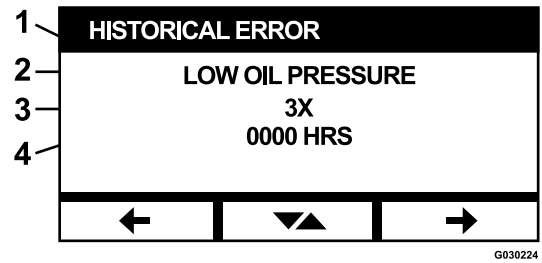 1
HISTORICAL ERROR
2
LOW OIL PRESSURE
3
3X
4
0000 HRS
G030224